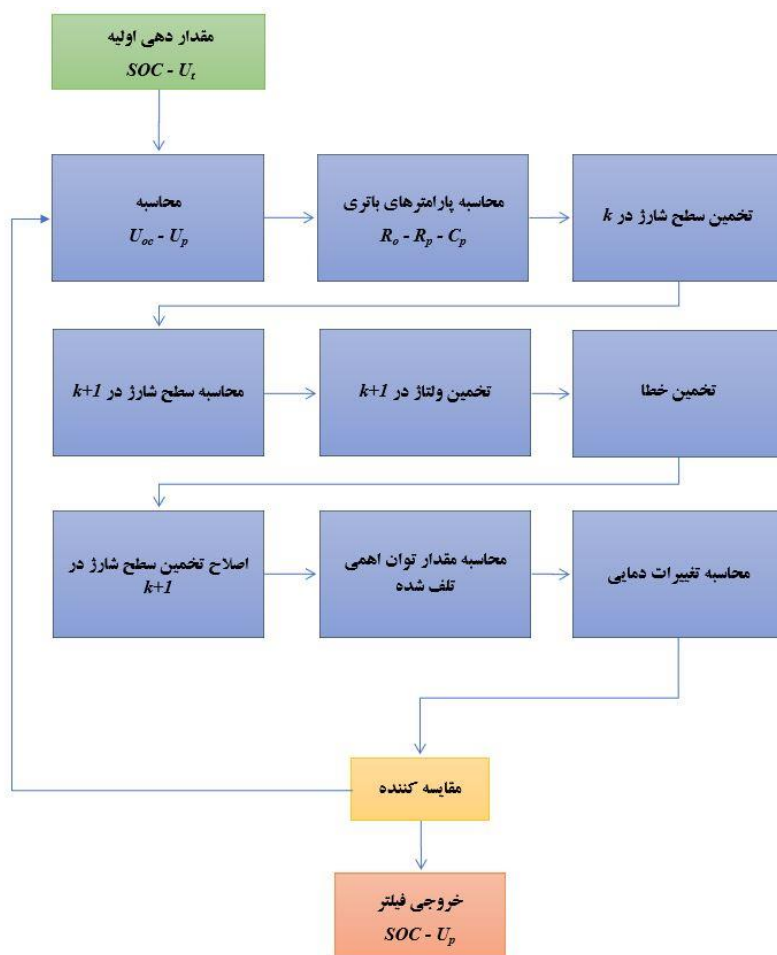 مقدار دهی اولیه
SOC - Uₜ
محاسبه
Uₒc - Uₚ
محاسبه پارامترهای باتری
Rₒ - Rₚ - Cₚ
تخمین سطح شارژ در k
محاسبه سطح شارژ در k+1
تخمین ولتاژ در k+1
تخمین خطا
اصلاح تخمین سطح شارژ در
k+1
محاسبه مقدار توان اهمی
تلف شده
محاسبه تغییرات دمایی
مقایسه کننده
خروجی فیلتر
SOC - Uₚ